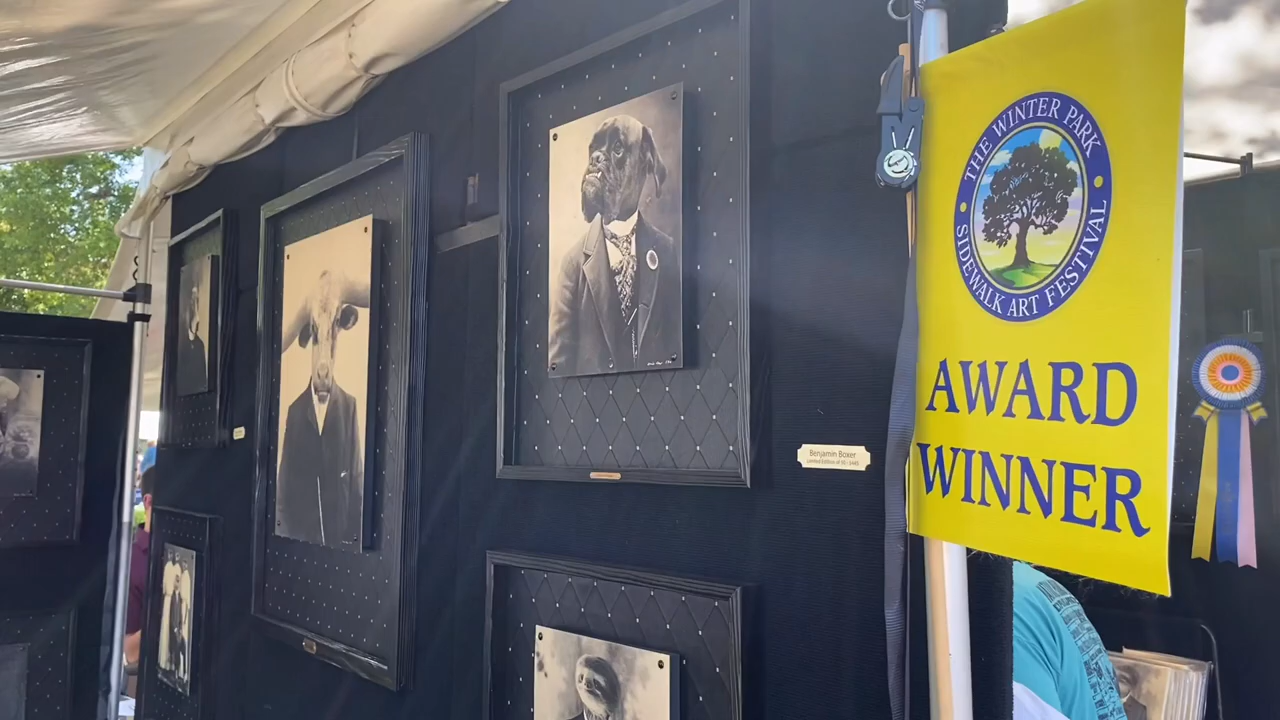 THE WINTER PARK
SIDEWALK ART FESTIVAL
AWARD
WINNER
Benjamin Boxer